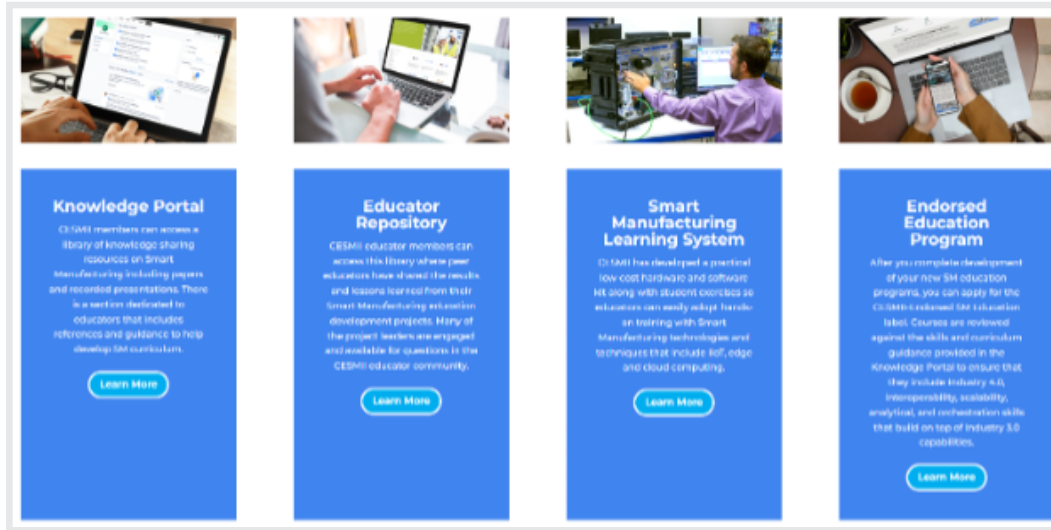 Knowledge Portal
CESMII members can access a
library of knowledge sharing
resources on Smart
Manufacturing including papers
and recorded presentations. There
is a section dedicated to
educators that includes
references and guidance to help
develop SM curriculum.
Learn More
Educator
Repository
CESMII educator members can
access this library where peer
educators have shared the results
and lessons learned from their
Smart Manufacturing education
development projects. Many of
the project leaders are engaged
and available for questions in the
CESMII educator community.
Learn More
Smart
Manufacturing
Learning System
CESMII has developed a practical
low-cost hardware and software
kit along with student exercises so
educators can easily adopt hands-
on training with Smart
Manufacturing technologies and
techniques that include IIoT, edge
and cloud computing.
Learn More
Endorsed
Education
Program
After you complete development
of your new SM education
programs, you can apply for the
CESMII-Endorsed SM Education
label. Courses are reviewed
against the skills and curriculum
guidance provided in the
Knowledge Portal to ensure that
they include Industry 4.0,
interoperability, scalability,
analytical, and orchestration skills
that build on top of Industry 3.0
capabilities.
Learn More